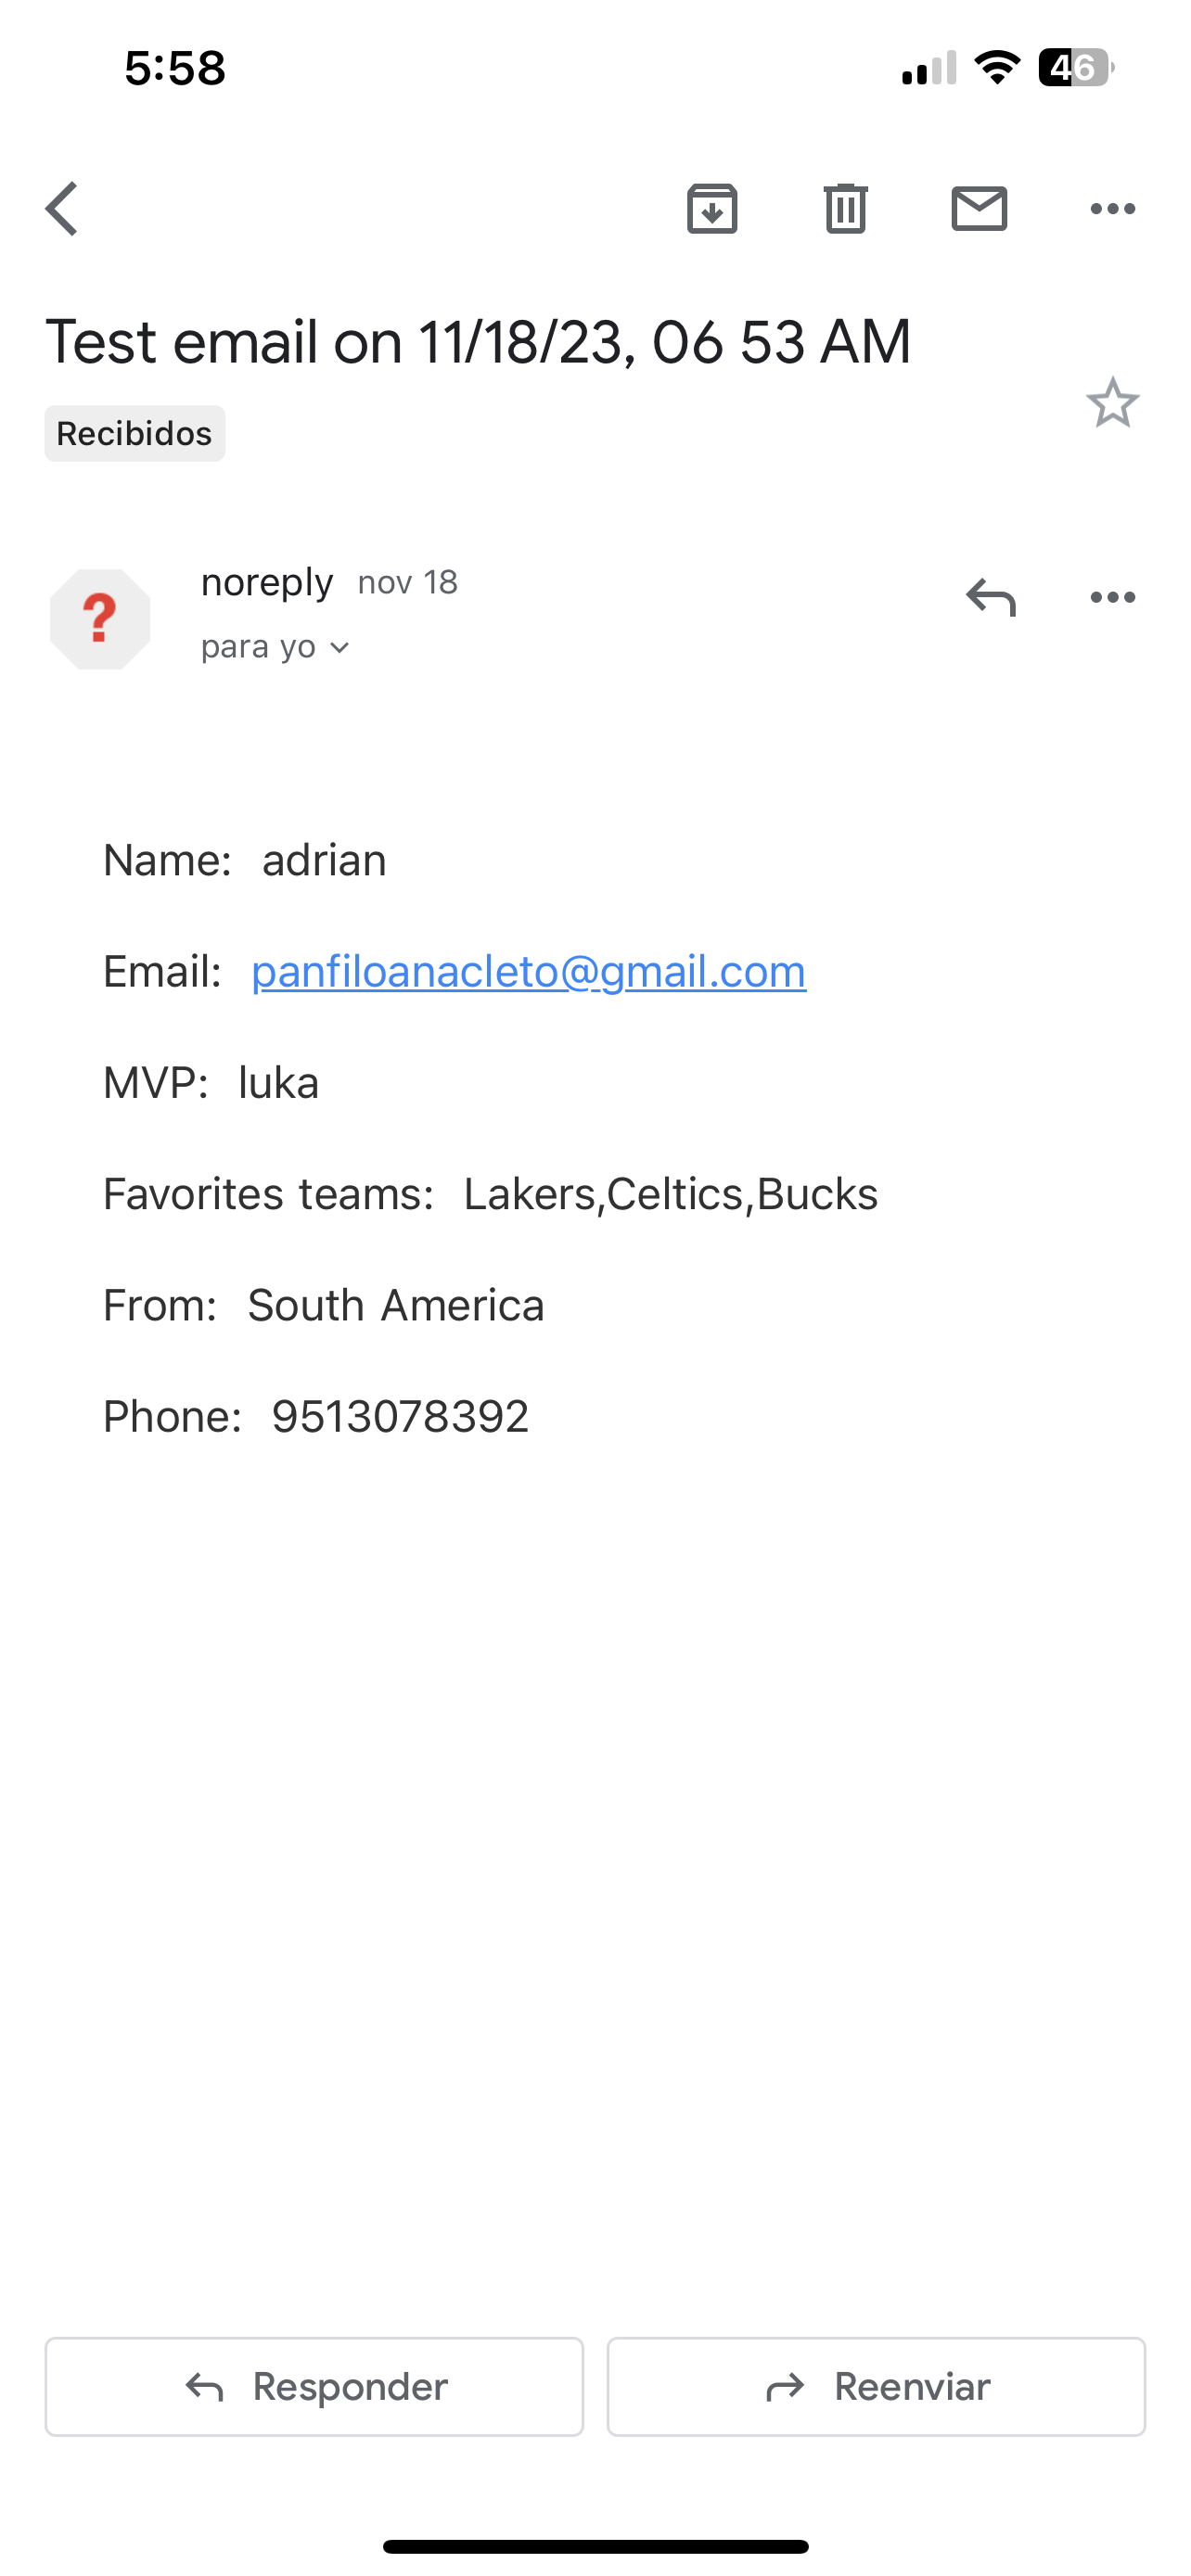 5:58
46
Test email on 11/18/23, 06 53 AM
Recibidos
?
noreply nov 18
para yo
Name: adrian
Email: panfiloanacleto@gmail.com
MVP: luka
Favorites teams: Lakers,Celtics,Bucks
From: South America
Phone: 9513078392
Responder
Reenviar